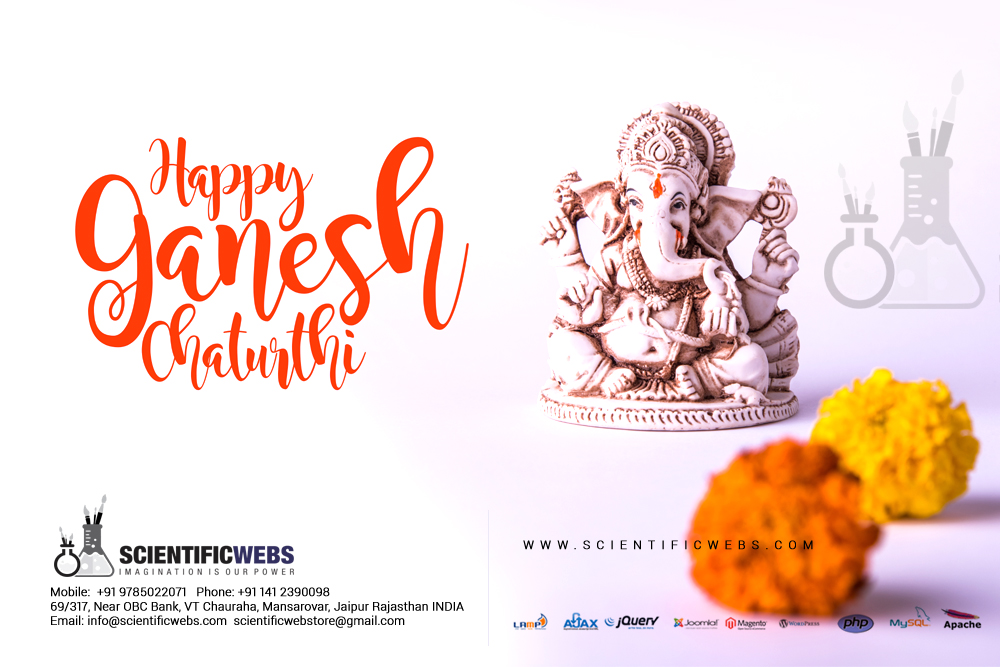 Happy
Ganesh
Chaturthi
SCIENTIFICWEBS
IMAGINATION IS OUR POWER
Mobile: +91 9785022071 Phone: +91 141 2390098
69/317, Near OBC Bank, VT Chauraha, Mansarovar, Jaipur Rajasthan INDIA
Email: info@scientificwebs.com scientificwebstore@gmail.com
WWW.SCIENTIFICWEBS.COM
LAMP AJAX jQuery Joomla! Magento WordPress php MySQL Apache